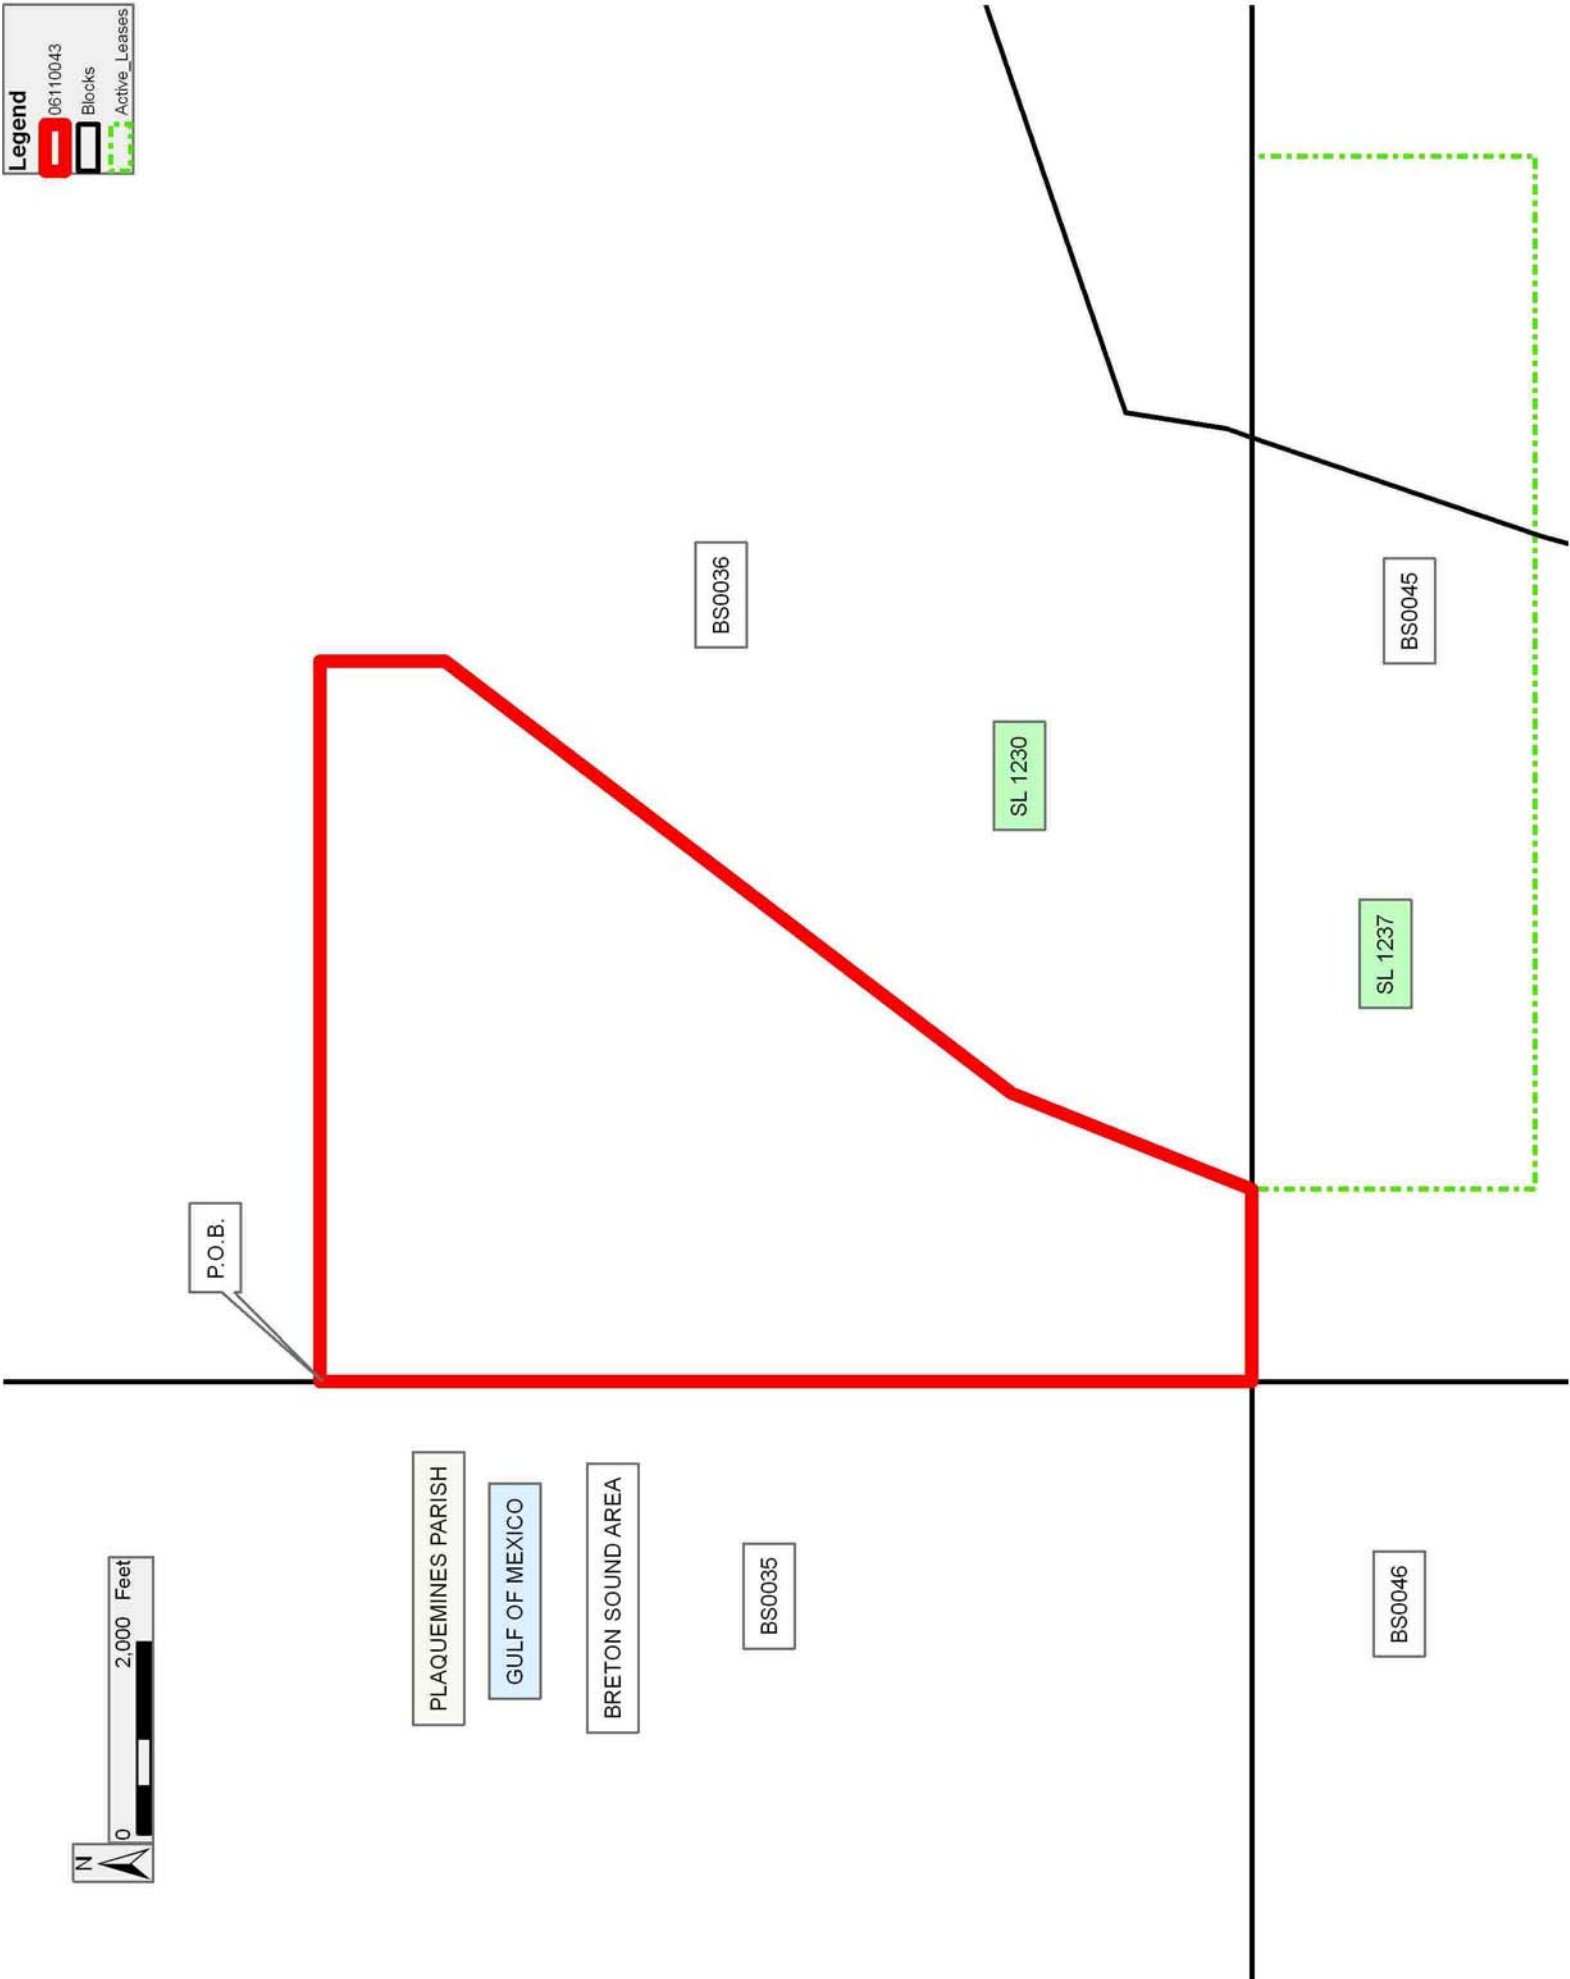 Legend
06110043
Blocks
Active_Leases
N
0 2,000 Feet
P.O.B.
PLAQUEMINES PARISH
GULF OF MEXICO
BRETON SOUND AREA
BS0035
BS0036
SL 1230
SL 1237
BS0045
BS0046